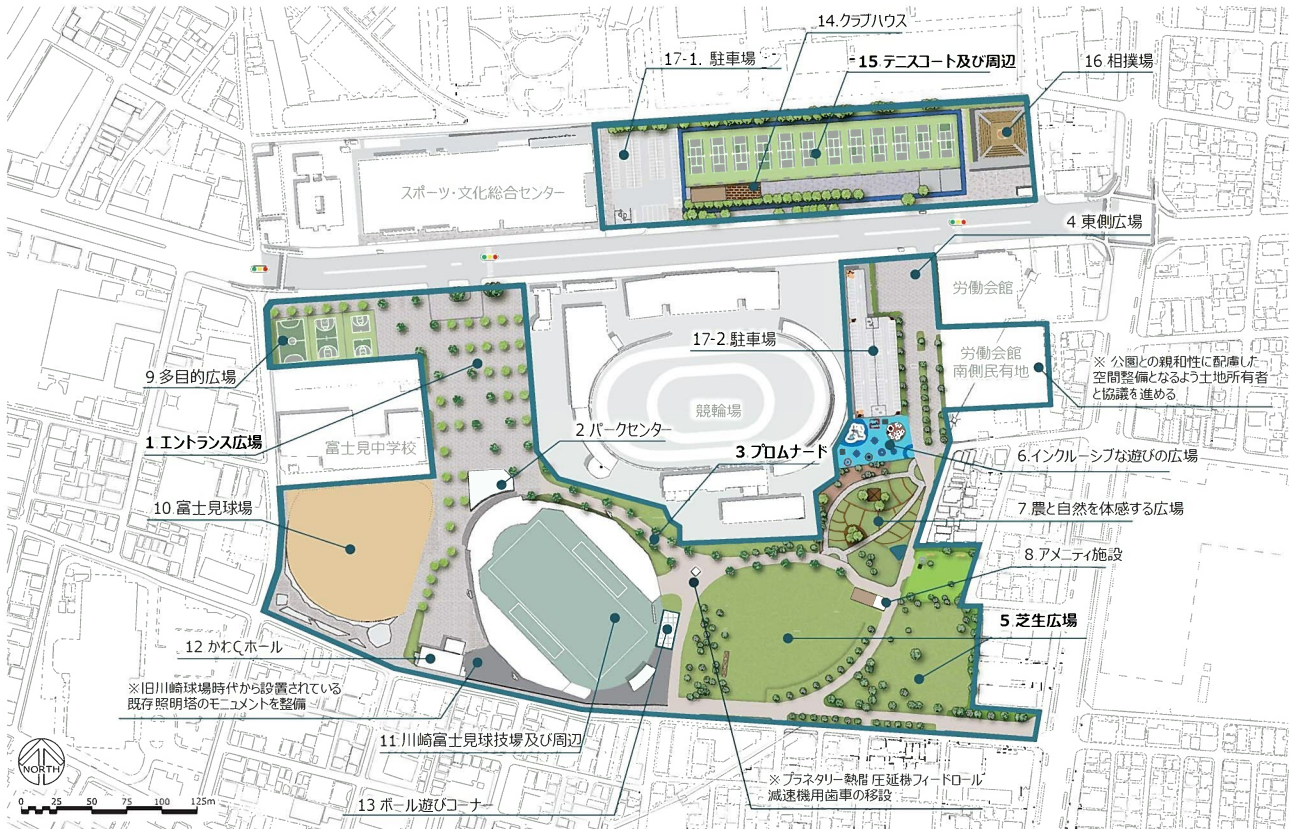 14.クラブハウス
17-1. 駐車場
15.テニスコート及び周辺
16.相撲場
スポーツ・文化総合センター
4 東側広場
労働会館
17-2.駐車場
労働会館
南側民有地
9.多目的広場
※ 公園との親和性に配慮した
空間整備となるよう土地所有者
と協議を進める
競輪場
2 パークセンター
1.エントランス広場
富士見中学校
3.プロムナード
6.インクルーシブな遊びの広場
10.富士見球場
7.農と自然を体感する広場
8.アメニティ施設
5.芝生広場
12 かわQホール
※旧川崎球場時代から設置されている
既存照明塔のモニュメントを整備
11 川崎富士見球技場及び周辺
※ プラネタリー熱間圧延機フィードロール
減速機用歯車の移設
13 ボール遊びコーナー
NORTH
0 25 50 75 100 125m